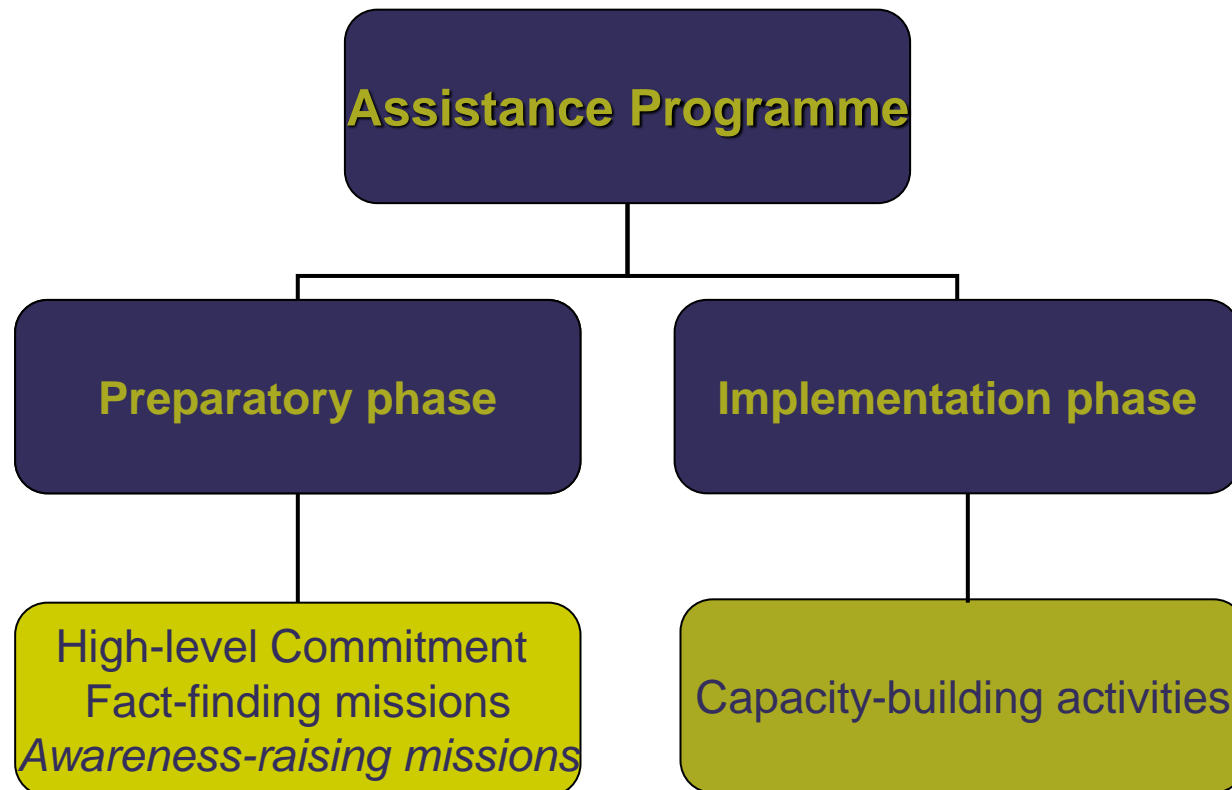 Assistance Programme
Preparatory phase
Implementation phase
High-level Commitment
Fact-finding missions
Awareness-raising missions
Capacity-building activities